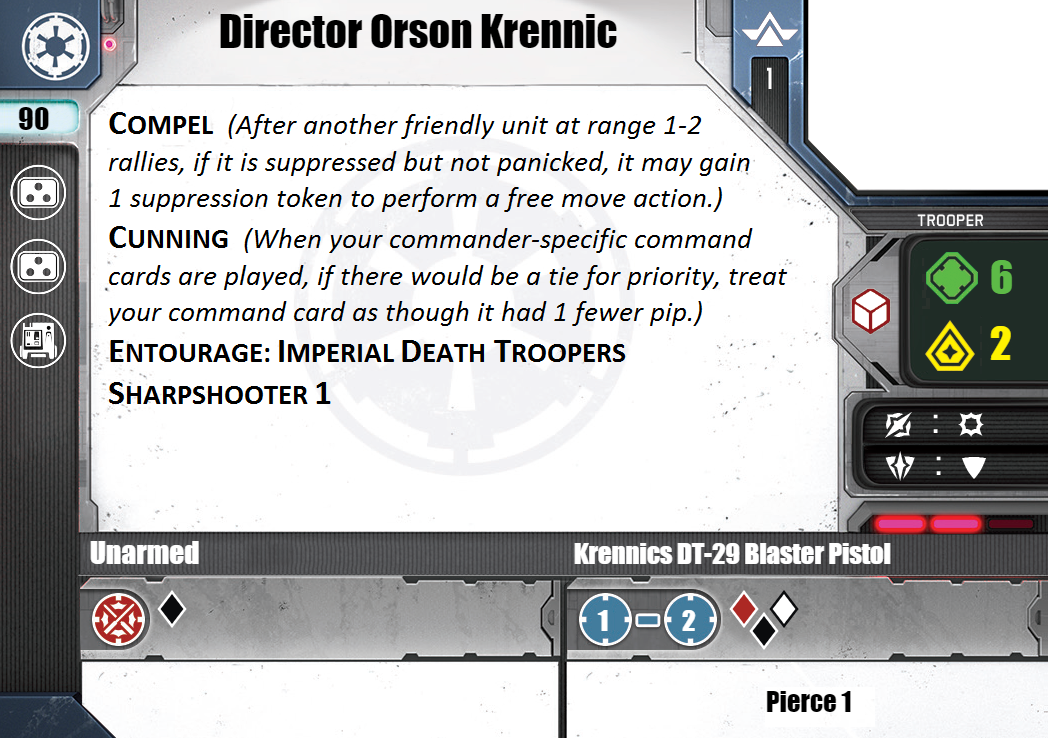 Director Orson Krennic
1
90
COMPEL (After another friendly unit at range 1-2
rallies, if it is suppressed but not panicked, it may gain
1 suppression token to perform a free move action.)
CUNNING (When your commander-specific command
cards are played, if there would be a tie for priority, treat
your command card as though it had 1 fewer pip.)
ENTOURAGE: IMPERIAL DEATH TROOPERS
SHARPSHOOTER 1
TROOPER
6
2
:
:
Unarmed
Krennics DT-29 Blaster Pistol
1 - 2
Pierce 1